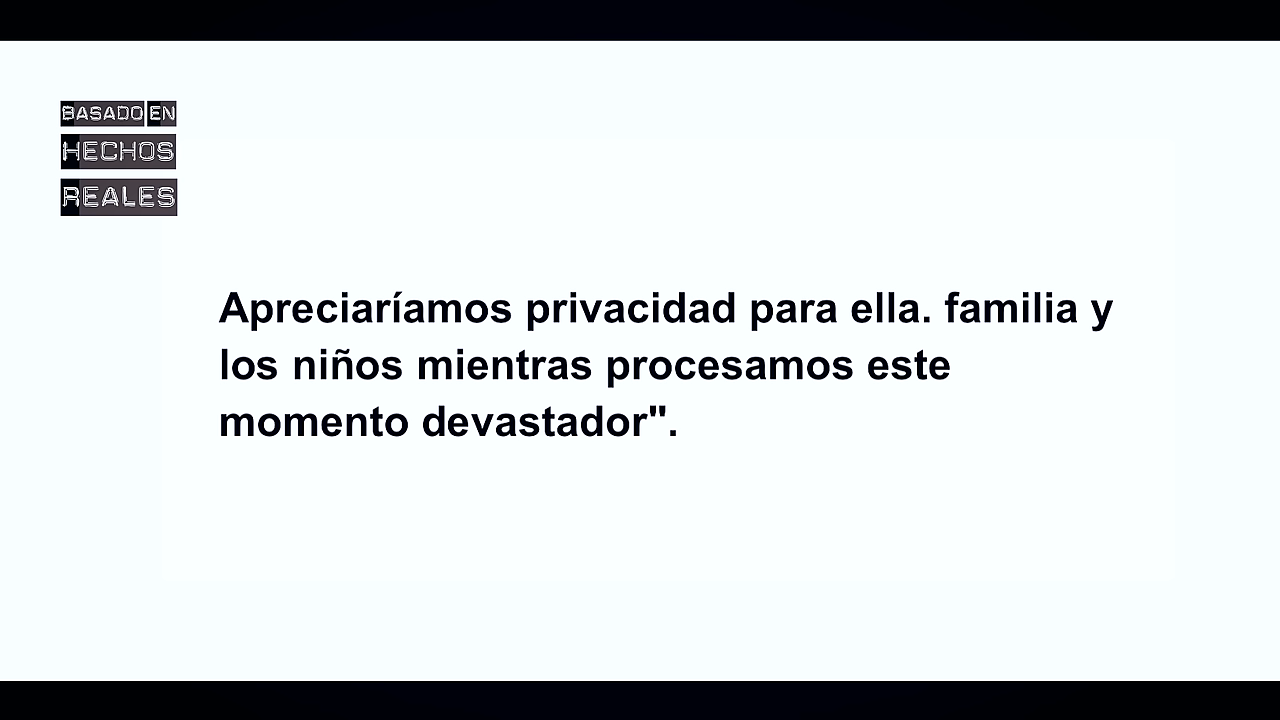 BASADO EN
HECHOS
REALES
Apreciaríamos privacidad para ella. familia y
los niños mientras procesamos este
momento devastador".